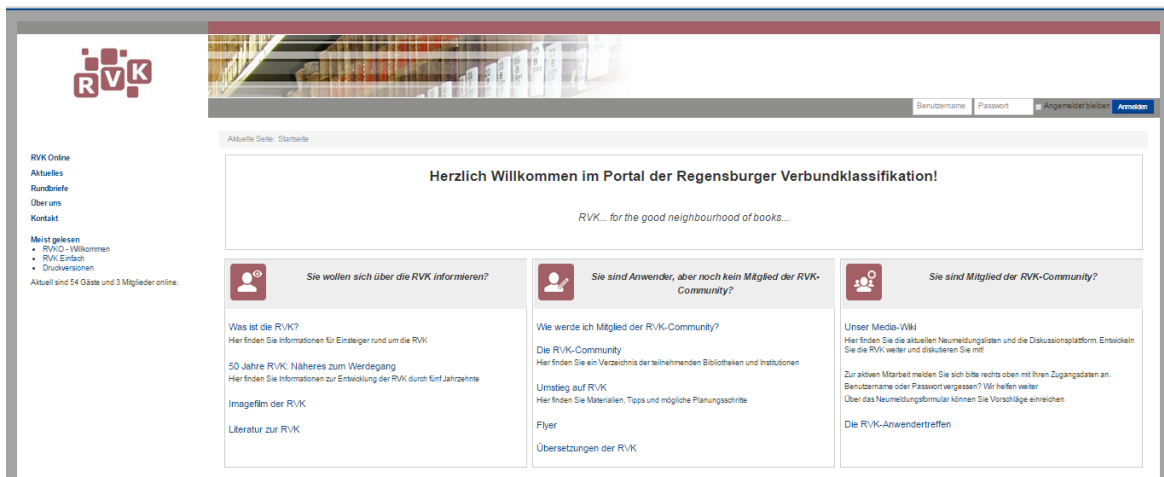 RVK
Benutzername Passwort Angemeldet bleiben Anmelden
Aktuelle Seite: Startseite
RVK Online
Aktuelles
Rundbriefe
Über uns
Kontakt
Meist gelesen
RVKO - Willkommen
RVK Einfach
Druckversionen
Aktuell sind 54 Gäste und 3 Mitglieder online.
Herzlich Willkommen im Portal der Regensburger Verbundklassifikation!
RVK... for the good neighbourhood of books...
Sie wollen sich über die RVK informieren?
Was ist die RVK?
Hier finden Sie Informationen für Einsteiger rund um die RVK
50 Jahre RVK: Näheres zum Werdegang
Hier finden Sie Informationen zur Entwicklung der RVK durch fünf Jahrzehnte
Imagefilm der RVK
Literatur zur RVK
Sie sind Anwender, aber noch kein Mitglied der RVK-
Community?
Wie werde ich Mitglied der RVK-Community?
Die RVK-Community
Hier finden Sie ein Verzeichnis der teilnehmenden Bibliotheken und Institutionen
Umstieg auf RVK
Hier finden Sie Materialien, Tipps und mögliche Planungsschritte
Flyer
Übersetzungen der RVK
Sie sind Mitglied der RVK-Community?
Unser Media-Wiki
Hier finden Sie die aktuellen Neumeldungslisten und die Diskussionsplattform. Entwickeln
Sie die RVK weiter und diskutieren Sie mit!
Zur aktiven Mitarbeit melden Sie sich bitte rechts oben mit Ihren Zugangsdaten an.
Benutzername oder Passwort vergessen? Wir helfen weiter
Über das Neumeldungsformular können Sie Vorschläge einreichen
Die RVK-Anwendertreffen